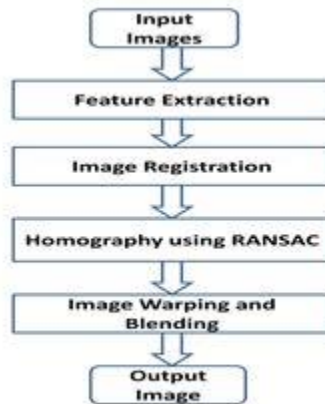 Input
Images
Feature Extraction
Image Registration
Homography using RANSAC
Image Warping and
Blending
Output
Image